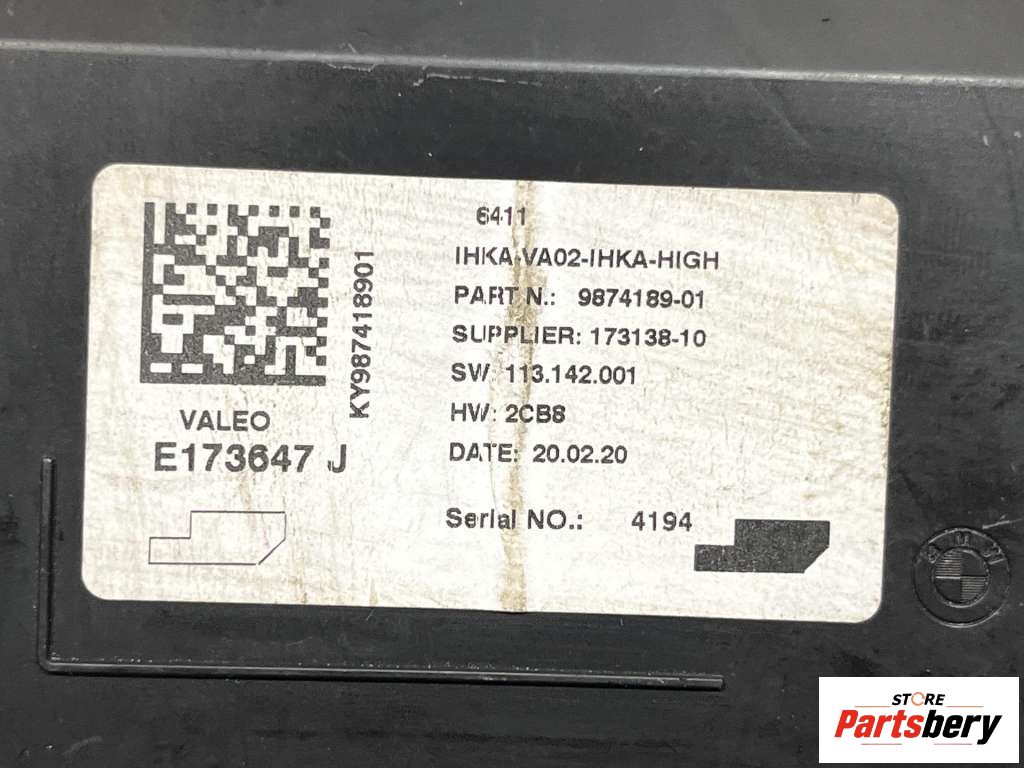 6411
IHKA-VA02-IHKA-HIGH
PART N.: 9874189-01
SUPPLIER: 173138-10
SW: 113.142.001
HW: 2CB8
DATE: 20.02.20
Serial NO.: 4194
KY987418901
VALEO
E173647 J
BMW
STORE
Partsbery